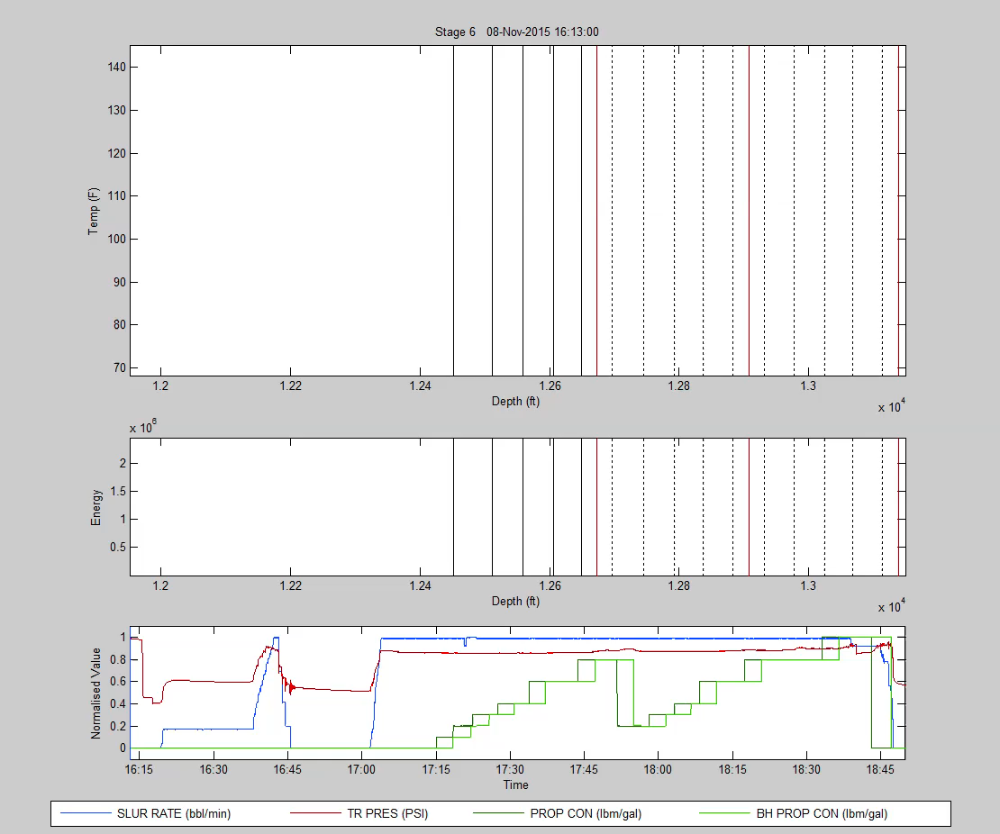 Stage 6 08-Nov-2015 16:13:00
140
130
120
110
100
90
80
70
Temp (F)
1.2 1.22 1.24 1.26 1.28 1.3
Depth (ft)
x 10^4
x 10^6
2
1.5
1
0.5
Energy
1.2 1.22 1.24 1.26 1.28 1.3
Depth (ft)
x 10^4
1
0.8
0.6
0.4
0.2
0
Normalised Value
16:15 16:30 16:45 17:00 17:15 17:30 17:45 18:00 18:15 18:30 18:45
Time
SLUR RATE (bbl/min) TR PRES (PSI) PROP CON (lbm/gal) BH PROP CON (lbm/gal)